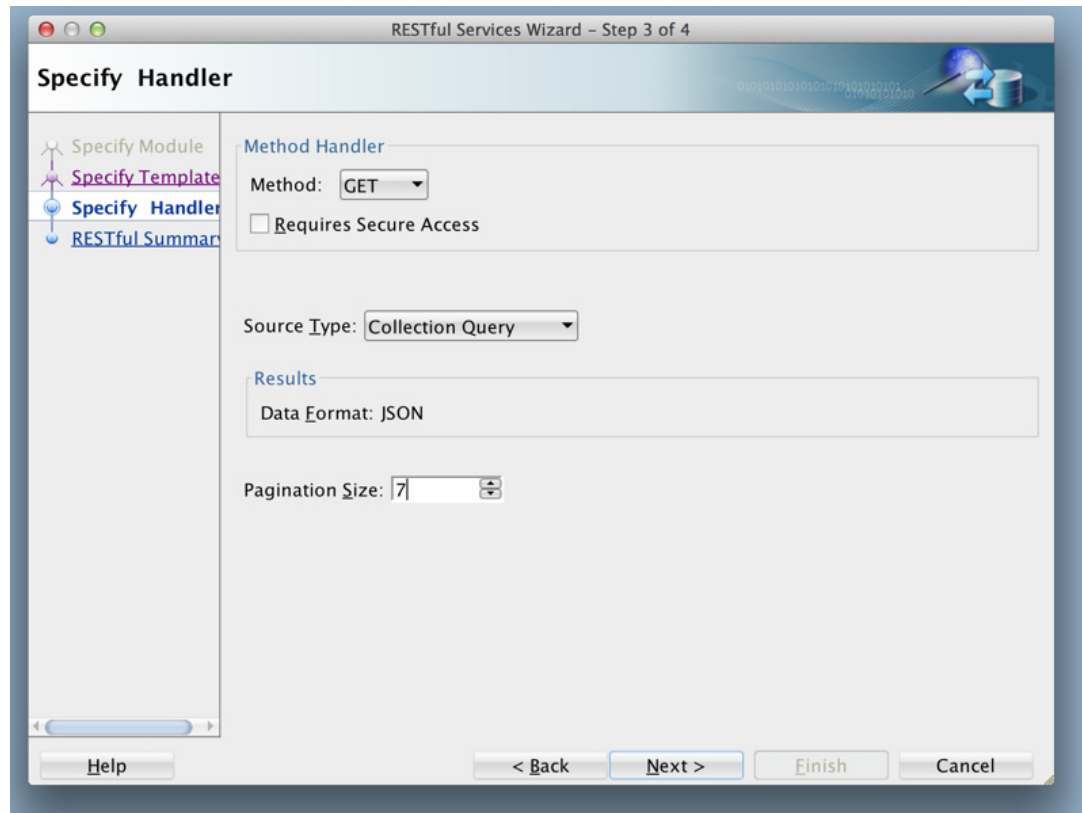 RESTful Services Wizard – Step 3 of 4
Specify Handler
Specify Module
Specify Template
Specify Handler
RESTful Summar
Method Handler
Method: GET
Requires Secure Access
Source Type: Collection Query
Results
Data Format: JSON
Pagination Size: 7
Help
< Back
Next >
Finish
Cancel